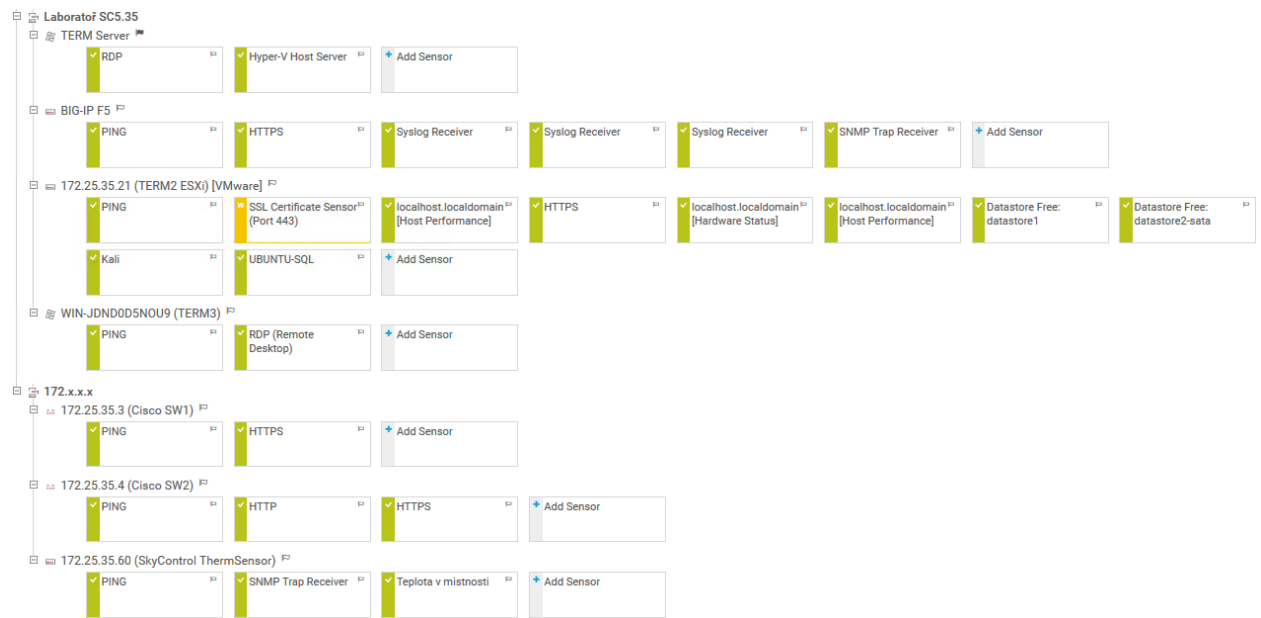 Laboratoř SC5.35
TERM Server
RDP
Hyper-V Host Server
Add Sensor
BIG-IP F5
PING
HTTPS
Syslog Receiver
Syslog Receiver
Syslog Receiver
SNMP Trap Receiver
Add Sensor
172.25.35.21 (TERM2 ESXi) [VMware]
PING
W
SSL Certificate Sensor
(Port 443)
localhost.localdomain
[Host Performance]
HTTPS
localhost.localdomain
[Hardware Status]
localhost.localdomain
[Host Performance]
Datastore Free:
datastore1
Datastore Free:
datastore2-sata
Kali
UBUNTU-SQL
Add Sensor
WIN-JDND0D5NOU9 (TERM3)
PING
RDP (Remote
Desktop)
Add Sensor
172.x.x.x
172.25.35.3 (Cisco SW1)
PING
HTTPS
Add Sensor
172.25.35.4 (Cisco SW2)
PING
HTTP
HTTPS
Add Sensor
172.25.35.60 (SkyControl ThermSensor)
PING
SNMP Trap Receiver
Teplota v mistnosti
Add Sensor